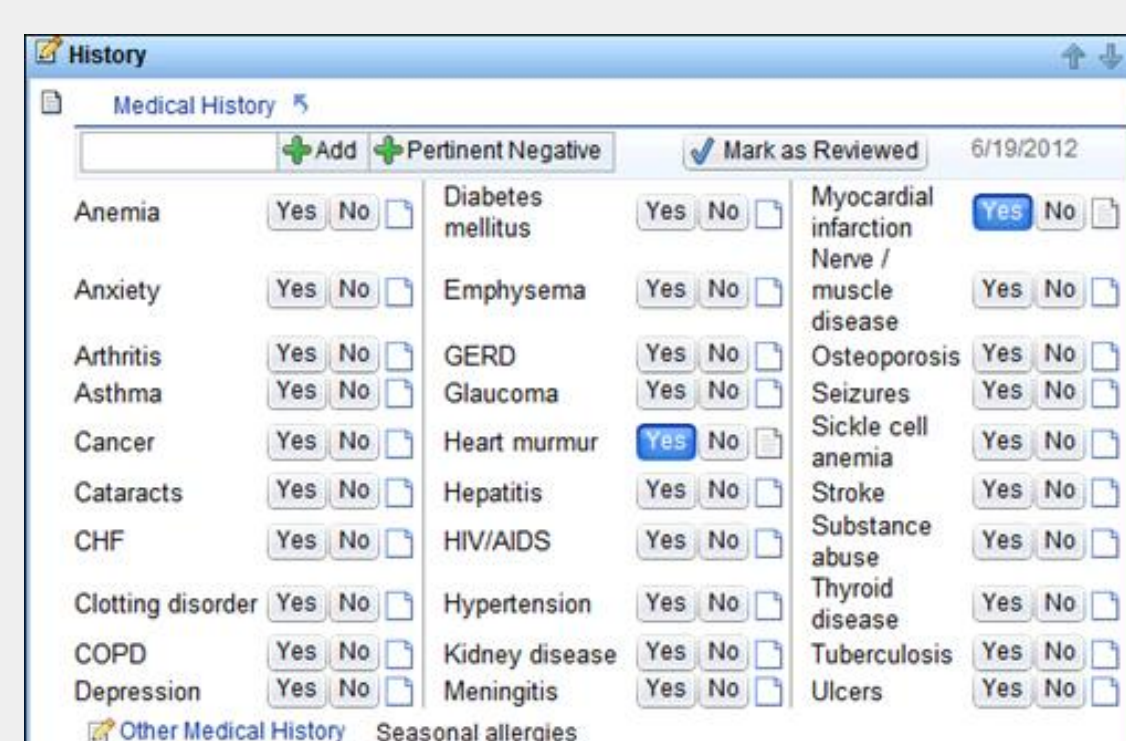 History
Medical History
Add Pertinent Negative Mark as Reviewed 6/19/2012
Anemia Yes No
Anxiety Yes No
Arthritis Yes No
Asthma Yes No
Cancer Yes No
Cataracts Yes No
CHF Yes No
Clotting disorder Yes No
COPD Yes No
Depression Yes No
Diabetes
mellitus Yes No
Emphysema Yes No
GERD Yes No
Glaucoma Yes No
Heart murmur Yes No
Hepatitis Yes No
HIV/AIDS Yes No
Hypertension Yes No
Kidney disease Yes No
Meningitis Yes No
Myocardial
infarction Yes No
Nerve /
muscle Yes No
disease
Osteoporosis Yes No
Seizures Yes No
Sickle cell
anemia Yes No
Stroke Yes No
Substance
abuse Yes No
Thyroid
disease Yes No
Tuberculosis Yes No
Ulcers Yes No
Other Medical History Seasonal allergies